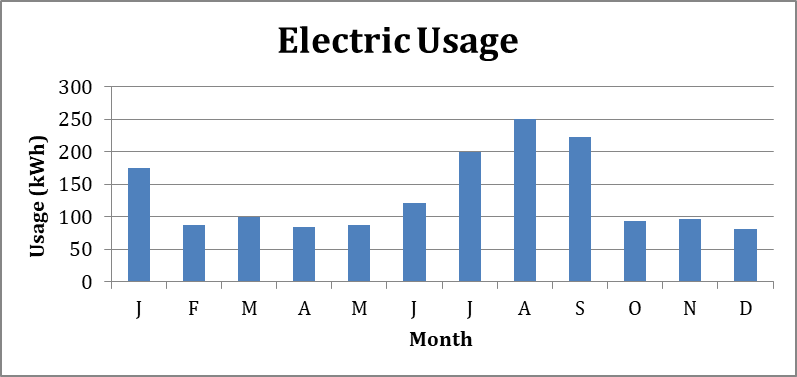 Electric Usage
Usage (kWh)
300
250
200
150
100
50
0
J F M A M J J A S O N D
Month